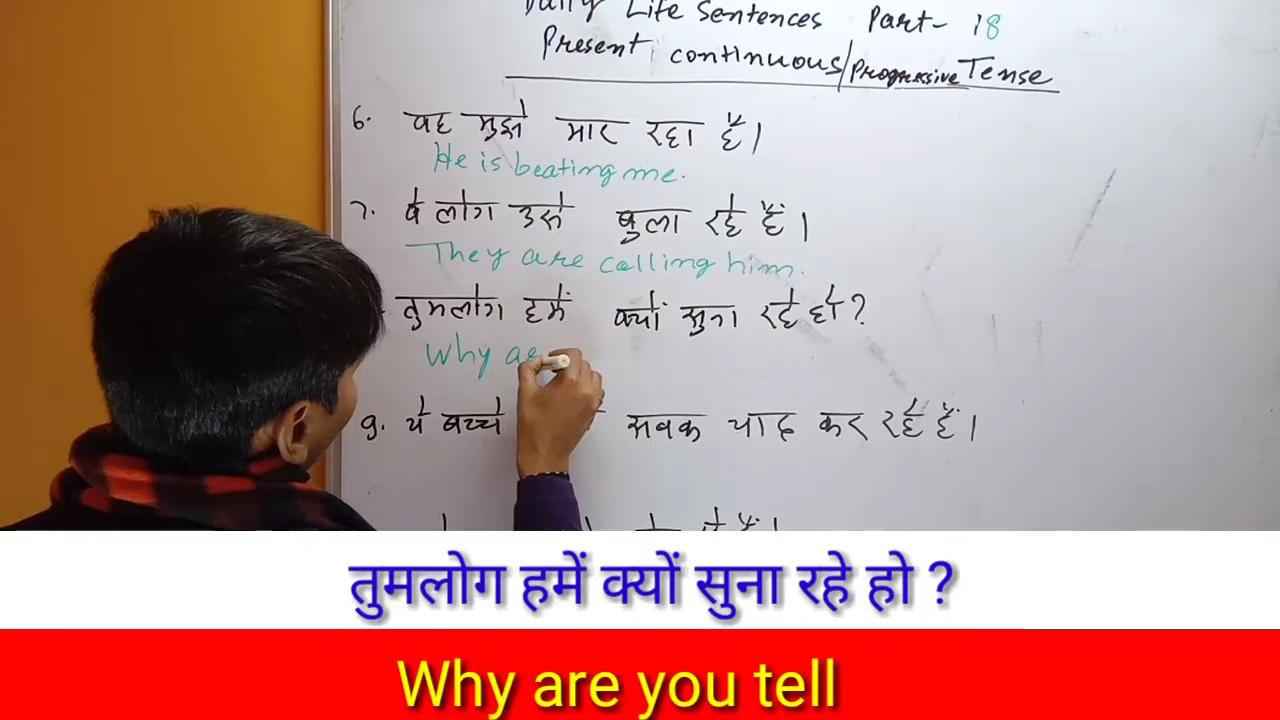 Daily Life Sentences Part- 18
Present continuous/Progressive Tense
6. वह मुझे मार रहा है।
He is beating me.
7. वे लोग उसे बुला रहे हैं।
They are calling him.
तुमलोग हमें क्यों सुना रहे हो?
Why are
9. ये बच्चे सबक याद कर रहे हैं।
तुमलोग हमें क्यों सुना रहे हो ?
Why are you tell